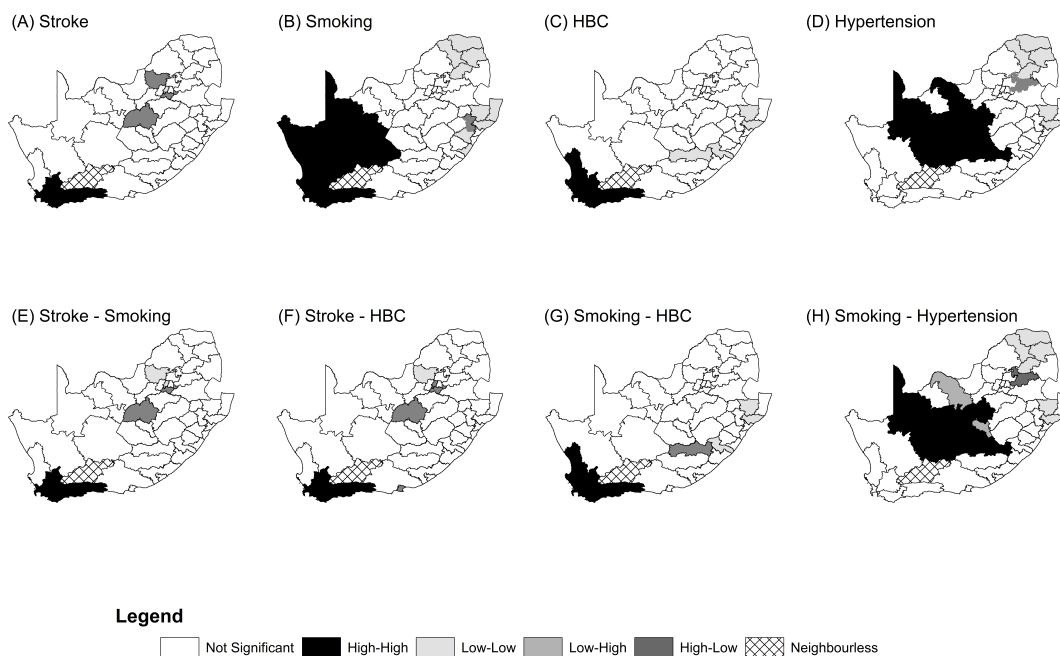 (A) Stroke
(B) Smoking
(C) HBC
(D) Hypertension
(E) Stroke - Smoking
(F) Stroke - HBC
(G) Smoking - HBC
(H) Smoking - Hypertension
Legend
Not Significant High-High Low-Low Low-High High-Low Neighbourless